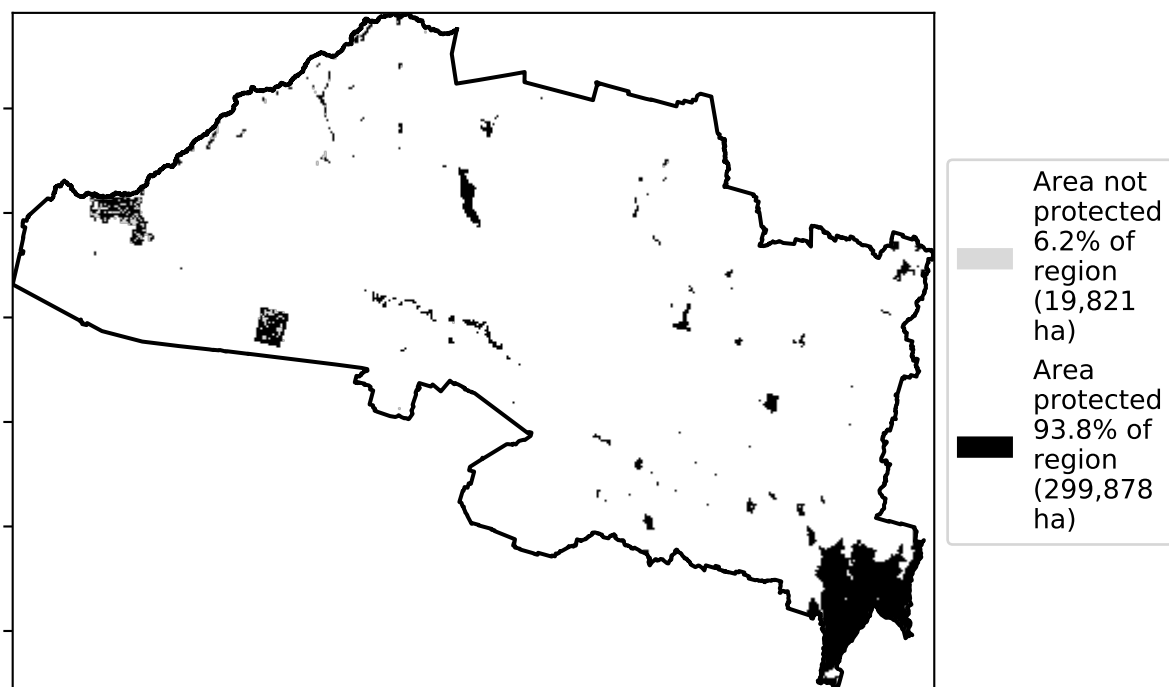 Area not
protected
6.2% of
region
(19,821
ha)
Area
protected
93.8% of
region
(299,878
ha)